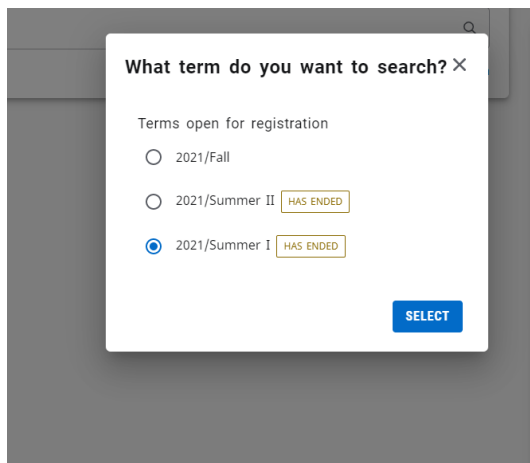 What term do you want to search?
Terms open for registration
2021/Fall
2021/Summer II HAS ENDED
2021/Summer I HAS ENDED
SELECT